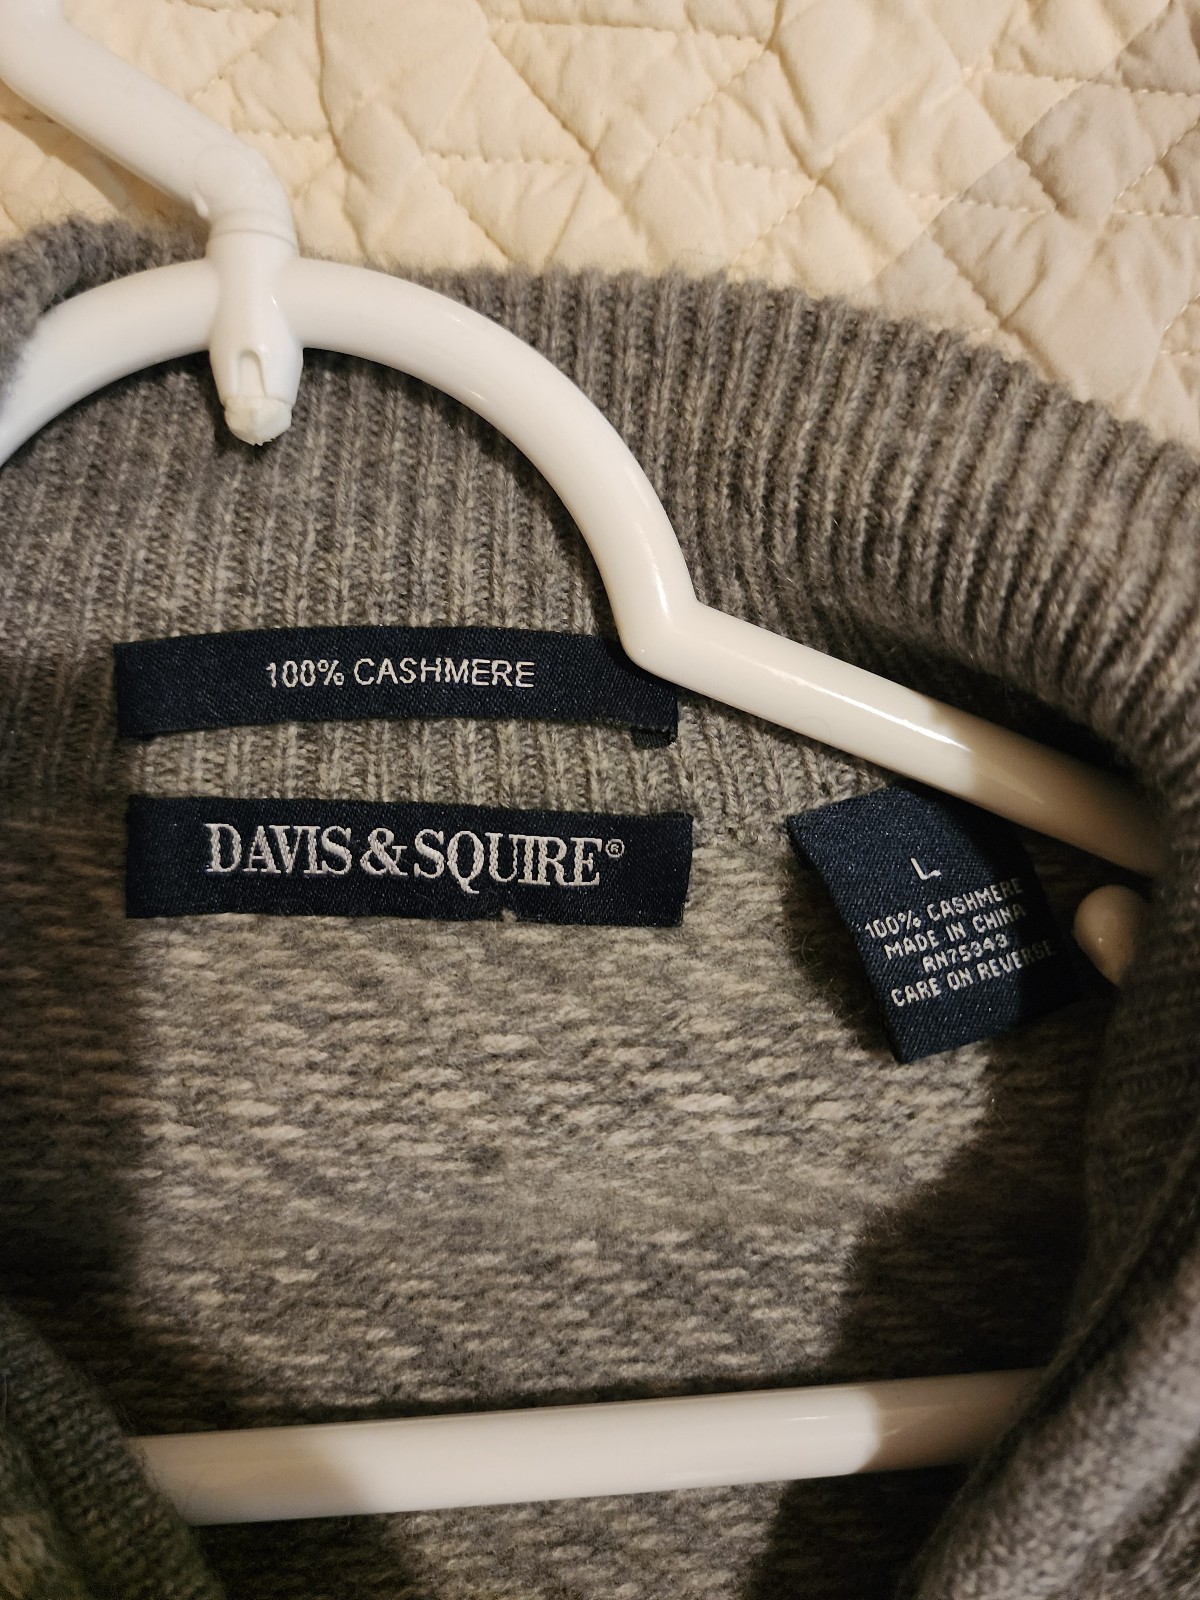 100% CASHMERE
DAVIS & SQUIRE®
L
100% CASHMERE
MADE IN CHINA
RN75343
CARE ON REVERSE